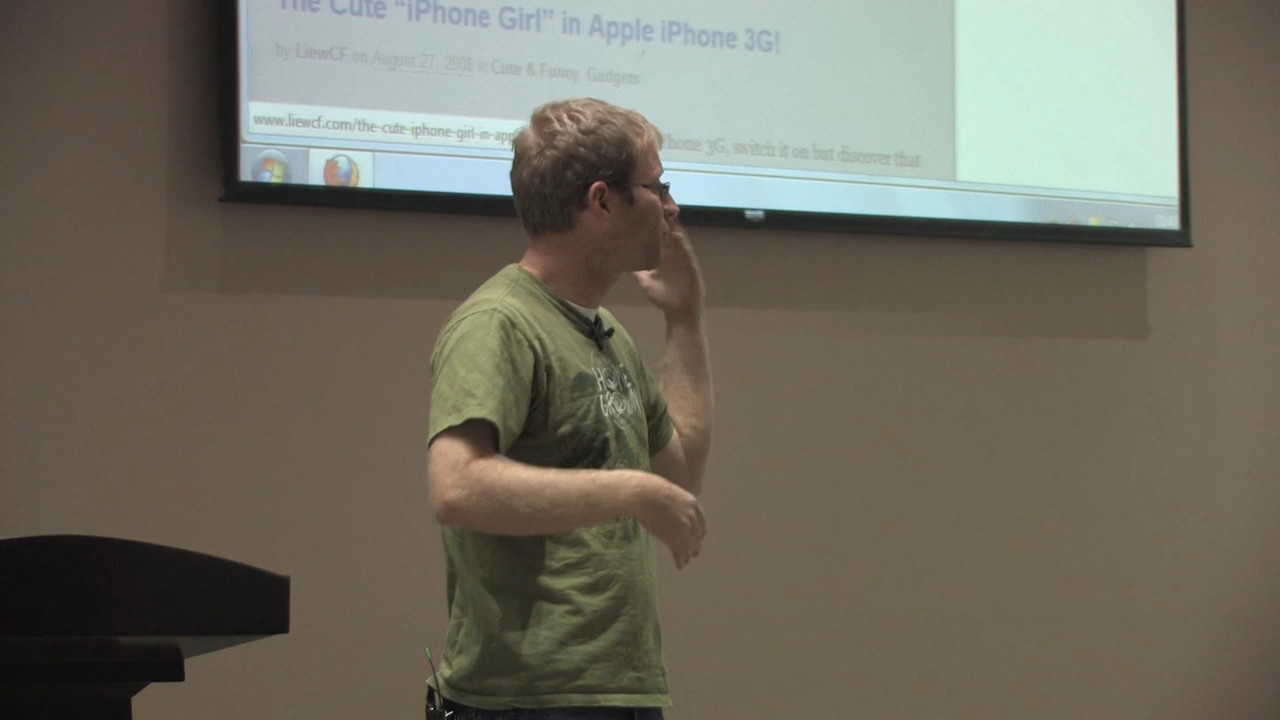 The Cute “iPhone Girl” in Apple iPhone 3G!
by LiewCF on August 27, 2008 in Cute & Funny, Gadgets
www.liewcf.com/the-cute-iphone-girl-in-app
hone 3G, switch it on but discover that